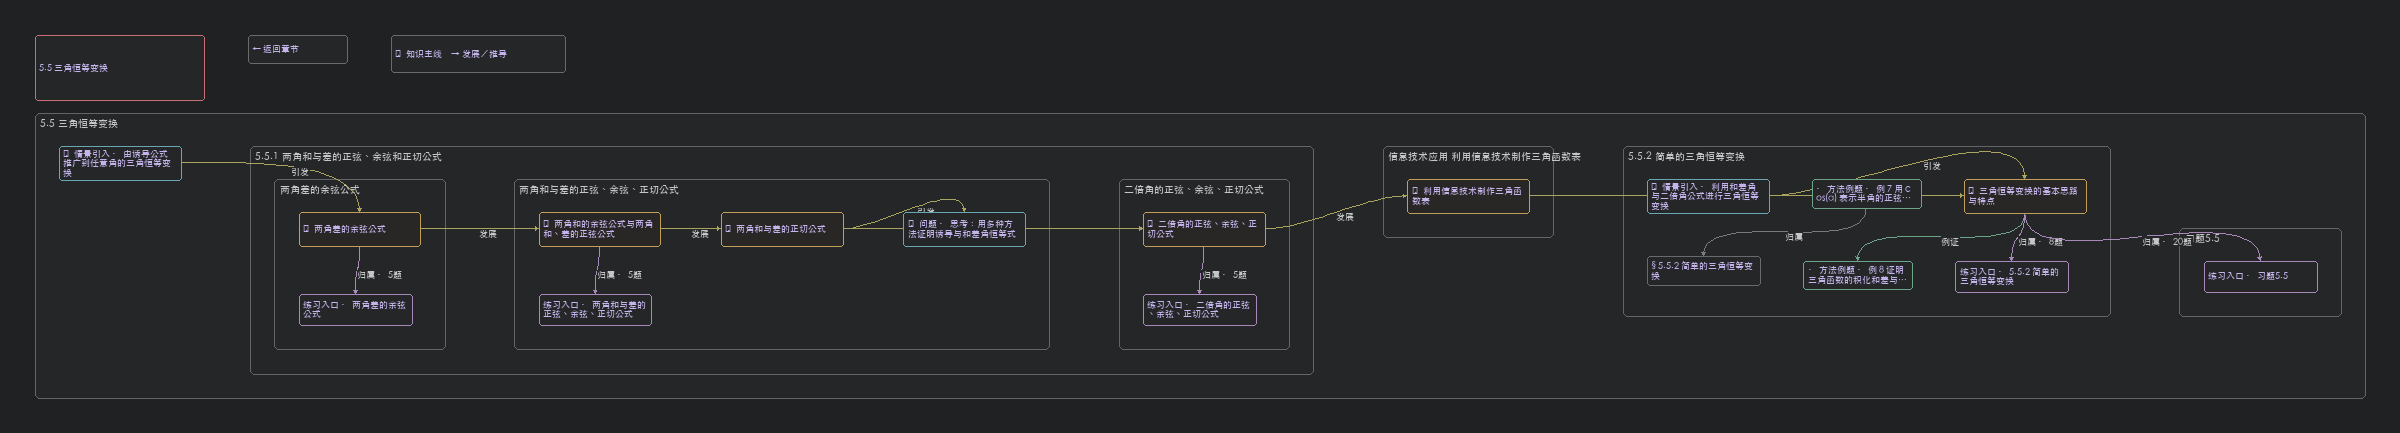 5.5 三角恒等变换
← 返回章节
知识主线 → 发展／推导
5.5 三角恒等变换
情景引入· 由诱导公式
推广到任意角的三角恒等变
换
引发
5.5.1 两角和与差的正弦、余弦和正切公式
两角差的余弦公式
两角差的余弦公式
归属· 5题
练习入口· 两角差的余弦
公式
发展
两角和与差的正弦、余弦、正切公式
两角和的余弦公式与两角
和、差的正弦公式
归属· 5题
练习入口· 两角和与差的
正弦、余弦、正切公式
发展
两角和与差的正切公式
引发
问题· 思考：用多种方
法证明诱导与和差角恒等式
二倍角的正弦、余弦、正切公式
二倍角的正弦、余弦、正
切公式
归属· 5题
练习入口· 二倍角的正弦
、余弦、正切公式
发展
信息技术应用 利用信息技术制作三角函数表
利用信息技术制作三角函
数表
5.5.2 简单的三角恒等变换
情景引入· 利用和差角
与二倍角公式进行三角恒等
变换
· 方法例题· 例７用 c
os(α) 表示半角的正弦…
引发
三角恒等变换的基本思路
与特点
归属
§ 5.5.2 简单的三角恒等变
换
例证
· 方法例题· 例８证明
三角函数的积化和差与…
归属· 8题
练习入口· 5.5.2 简单的
三角恒等变换
归属· 20题
习题5.5
练习入口· 习题5.5